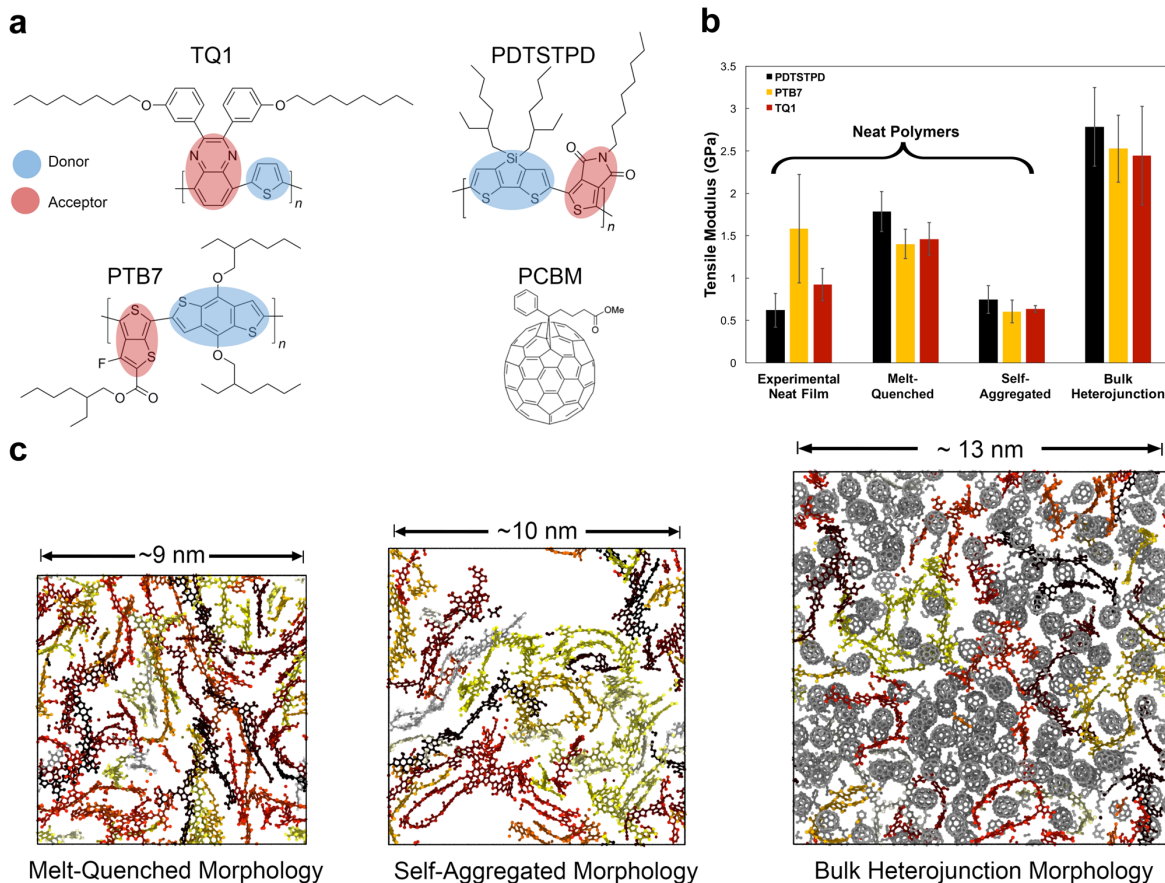 a
TQ1
O
O
N
N
S
n
Donor
Acceptor
PDTSTPD
Si
S
S
O
N
O
S
n
PTB7
S
S
F
O
O
O
S
S
O
n
PCBM
OMe
O
b
Tensile Modulus (GPa)
3.5
3
2.5
2
1.5
1
0.5
0
PDTSTPD
PTB7
TQ1
Neat Polymers
Experimental
Neat Film
Melt-
Quenched
Self-
Aggregated
Bulk
Heterojunction
c
~9 nm
Melt-Quenched Morphology
~10 nm
Self-Aggregated Morphology
~ 13 nm
Bulk Heterojunction Morphology